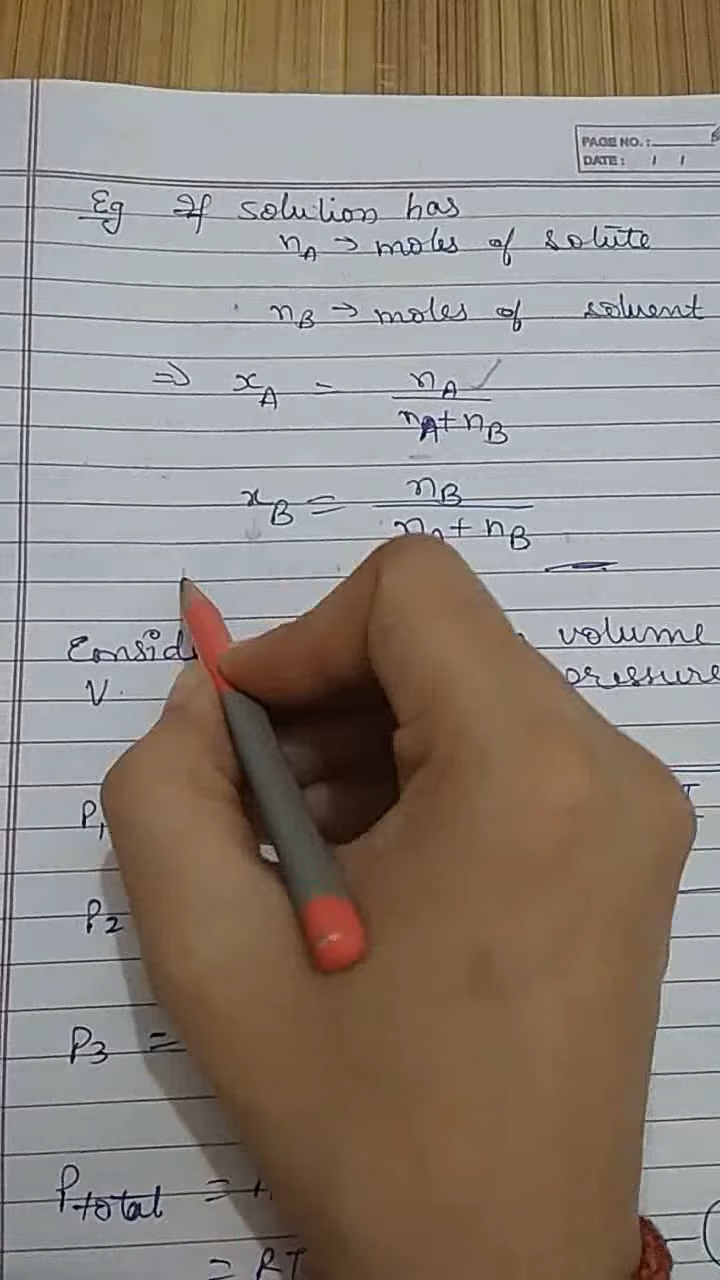 PAGE NO. :
DATE : / /
Eg If solution has
nA → moles of solute
nB → moles of solvent
⇒ xA = nA / nA + nB
xB = nB / nA + nB
volume
V. pressure
P1
P2
P3 =
Ptotal =
= RT